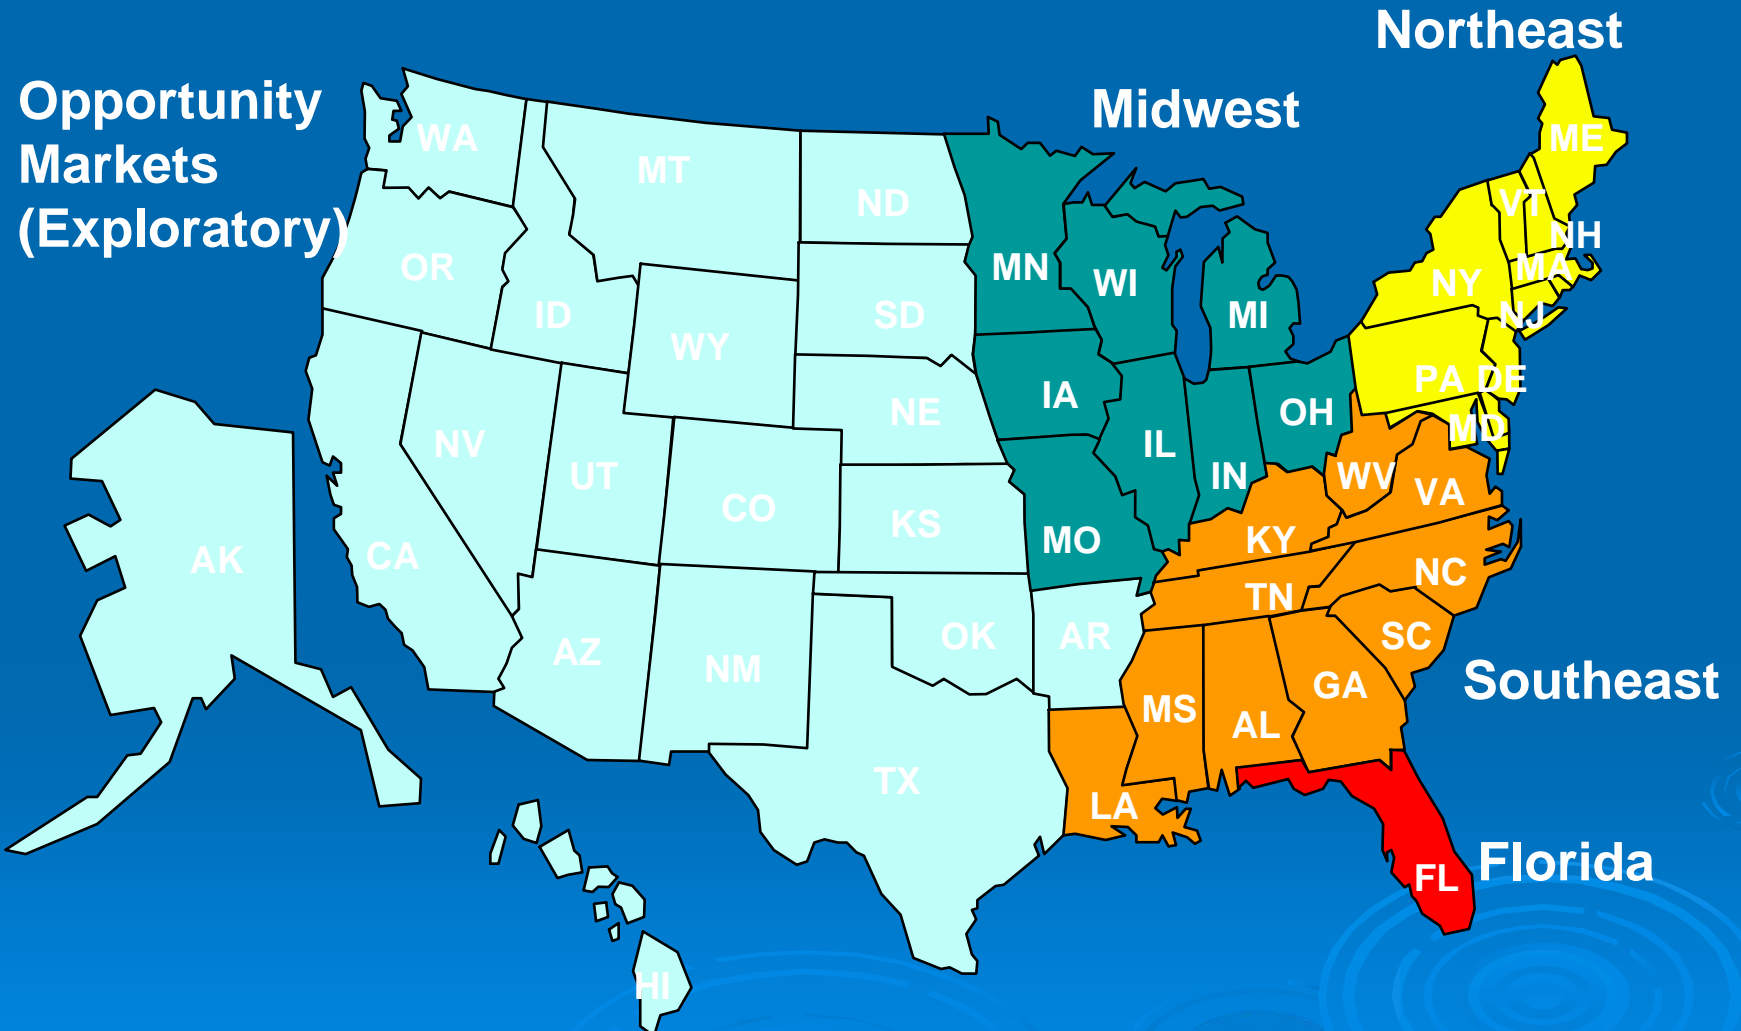 Northeast
Opportunity
Markets
(Exploratory)
Midwest
WA
MT
ND
ME
VT
NH
OR
ID
SD
MN
WI
MI
NY
MA
NJ
WY
NE
IA
IL
IN
OH
PA
DE
MD
NV
UT
CO
KS
MO
WV
VA
KY
AK
CA
NC
TN
AZ
NM
OK
AR
SC
Southeast
GA
MS
AL
TX
LA
FL
Florida
HI